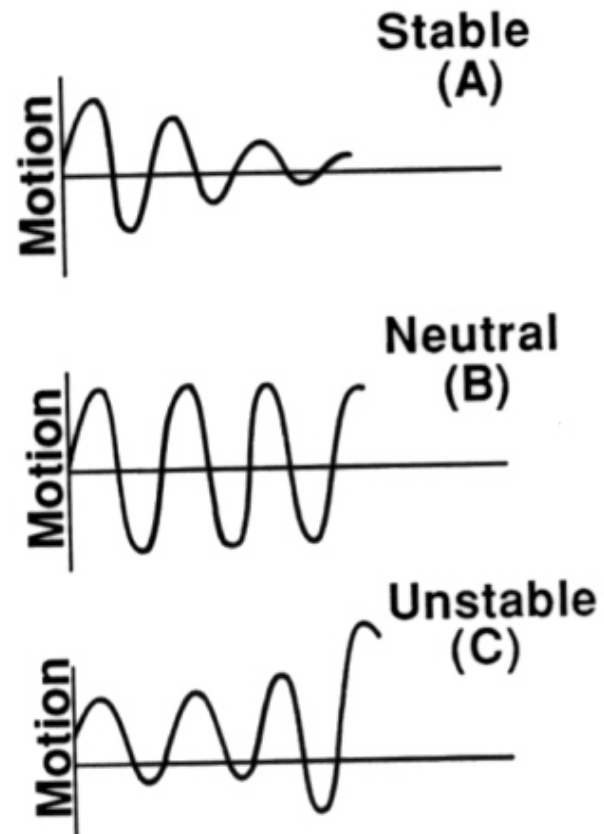 Stable
(A)
Motion
Neutral
(B)
Motion
Unstable
(C)
Motion